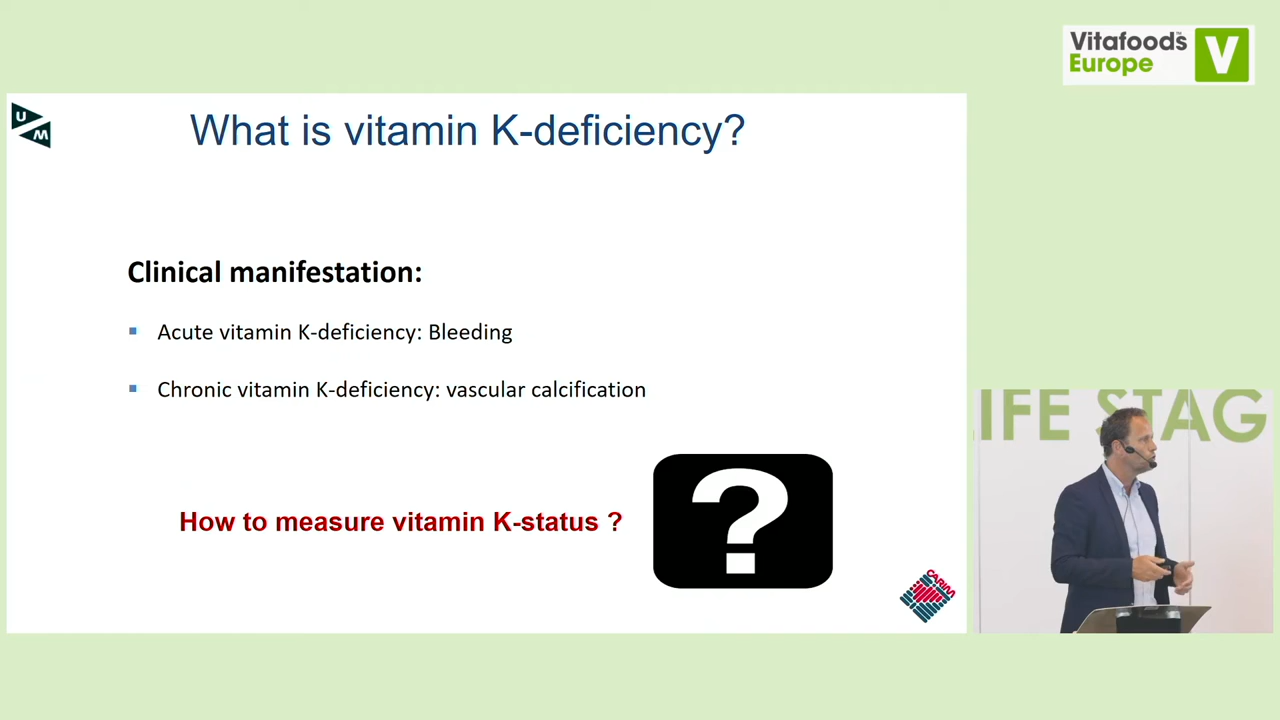 Vitafoods
Europe
V
U
M
What is vitamin K-deficiency?
Clinical manifestation:
Acute vitamin K-deficiency: Bleeding
Chronic vitamin K-deficiency: vascular calcification
How to measure vitamin K-status ?
?
CARIM
IFE STAG